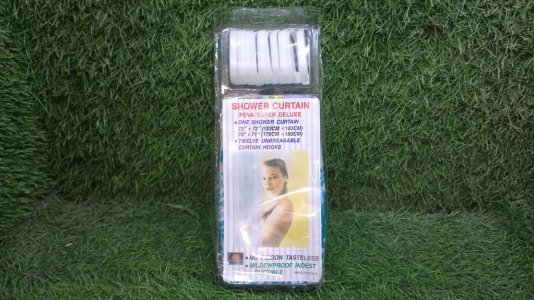 SHOWER CURTAIN
PEVA SUPER DELUXE
• ONE SHOWER CURTAIN
72" × 72" (183CM × 183CM)
70" × 71" (178CM × 180CM)
• TWELVE UNBREAKABLE
CURTAIN HOOKS
• NO POISON TASTELESS
• MILDEWPROOF INDEST
RUCTIBLE